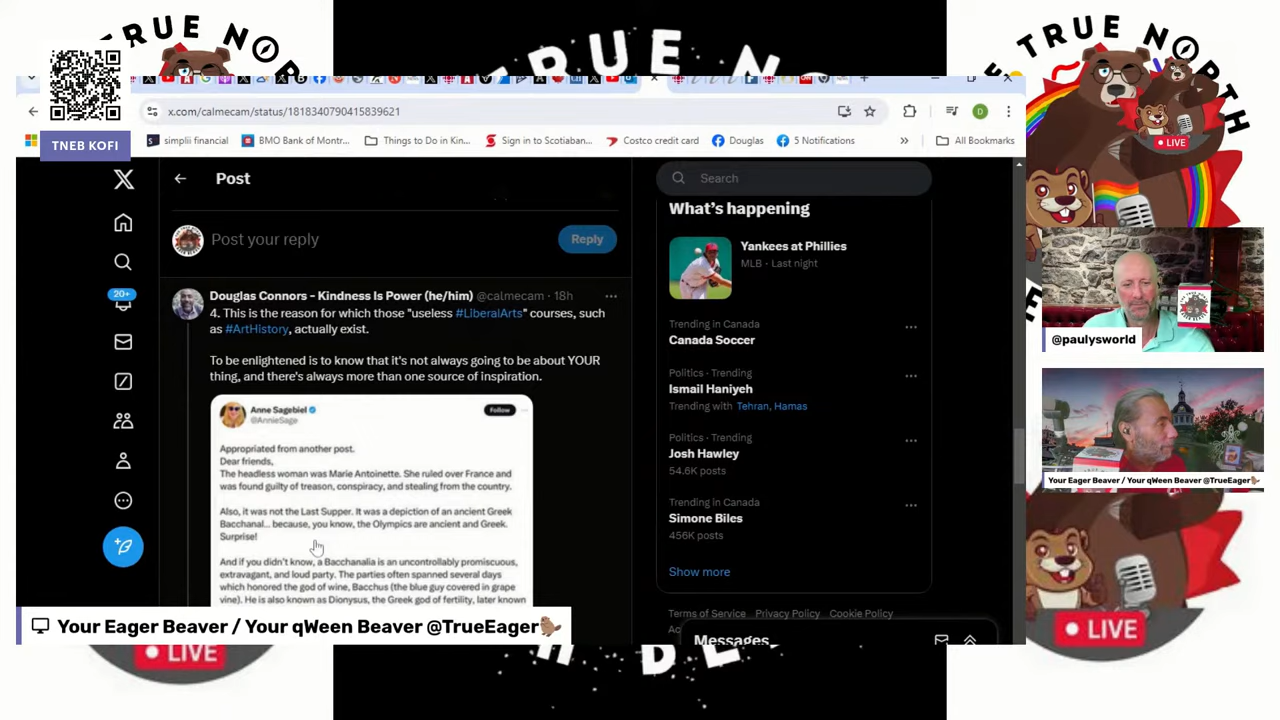 TRUE NO
TRUE N
TRUE NORTH
TNEB KOFI
x.com/calmecam/status/1818340790415839621
simplii financial
BMO Bank of Montr...
Things to Do in Kin...
Sign in to Scotiaban...
Costco credit card
Douglas
5 Notifications
»
All Bookmarks
LIVE
Post
Search
Post your reply
Reply
20+
Douglas Connors - Kindness Is Power (he/him) @calmecam · 18h
4. This is the reason for which those "useless #LiberalArts" courses, such
as #ArtHistory, actually exist.
To be enlightened is to know that it's not always going to be about YOUR
thing, and there's always more than one source of inspiration.
Anne Sagebiel
@AnnieSage
Follow
Appropriated from another post.
Dear friends,
The headless woman was Marie Antoinette. She ruled over France and
was found guilty of treason, conspiracy, and stealing from the country.
Also, it was not the Last Supper. It was a depiction of an ancient Greek
Bacchanal... because, you know, the Olympics are ancient and Greek.
Surprise!
And if you didn't know, a Bacchanalia is an uncontrollably promiscuous,
extravagant, and loud party. The parties often spanned several days
which honored the god of wine, Bacchus (the blue guy covered in grape
vine). He is also known as Dionysus, the Greek god of fertility, later known
What's happening
Yankees at Phillies
MLB · Last night
Trending in Canada
Canada Soccer
Politics · Trending
Ismail Haniyeh
Trending with Tehran, Hamas
Politics · Trending
Josh Hawley
54.6K posts
Trending in Canada
Simone Biles
456K posts
Show more
Terms of Service Privacy Policy Cookie Policy
Messages
@paulysworld
Your Eager Beaver / Your qWeen Beaver @TrueEager🦫
Your Eager Beaver / Your qWeen Beaver @TrueEager🦫
LIVE
LIVE